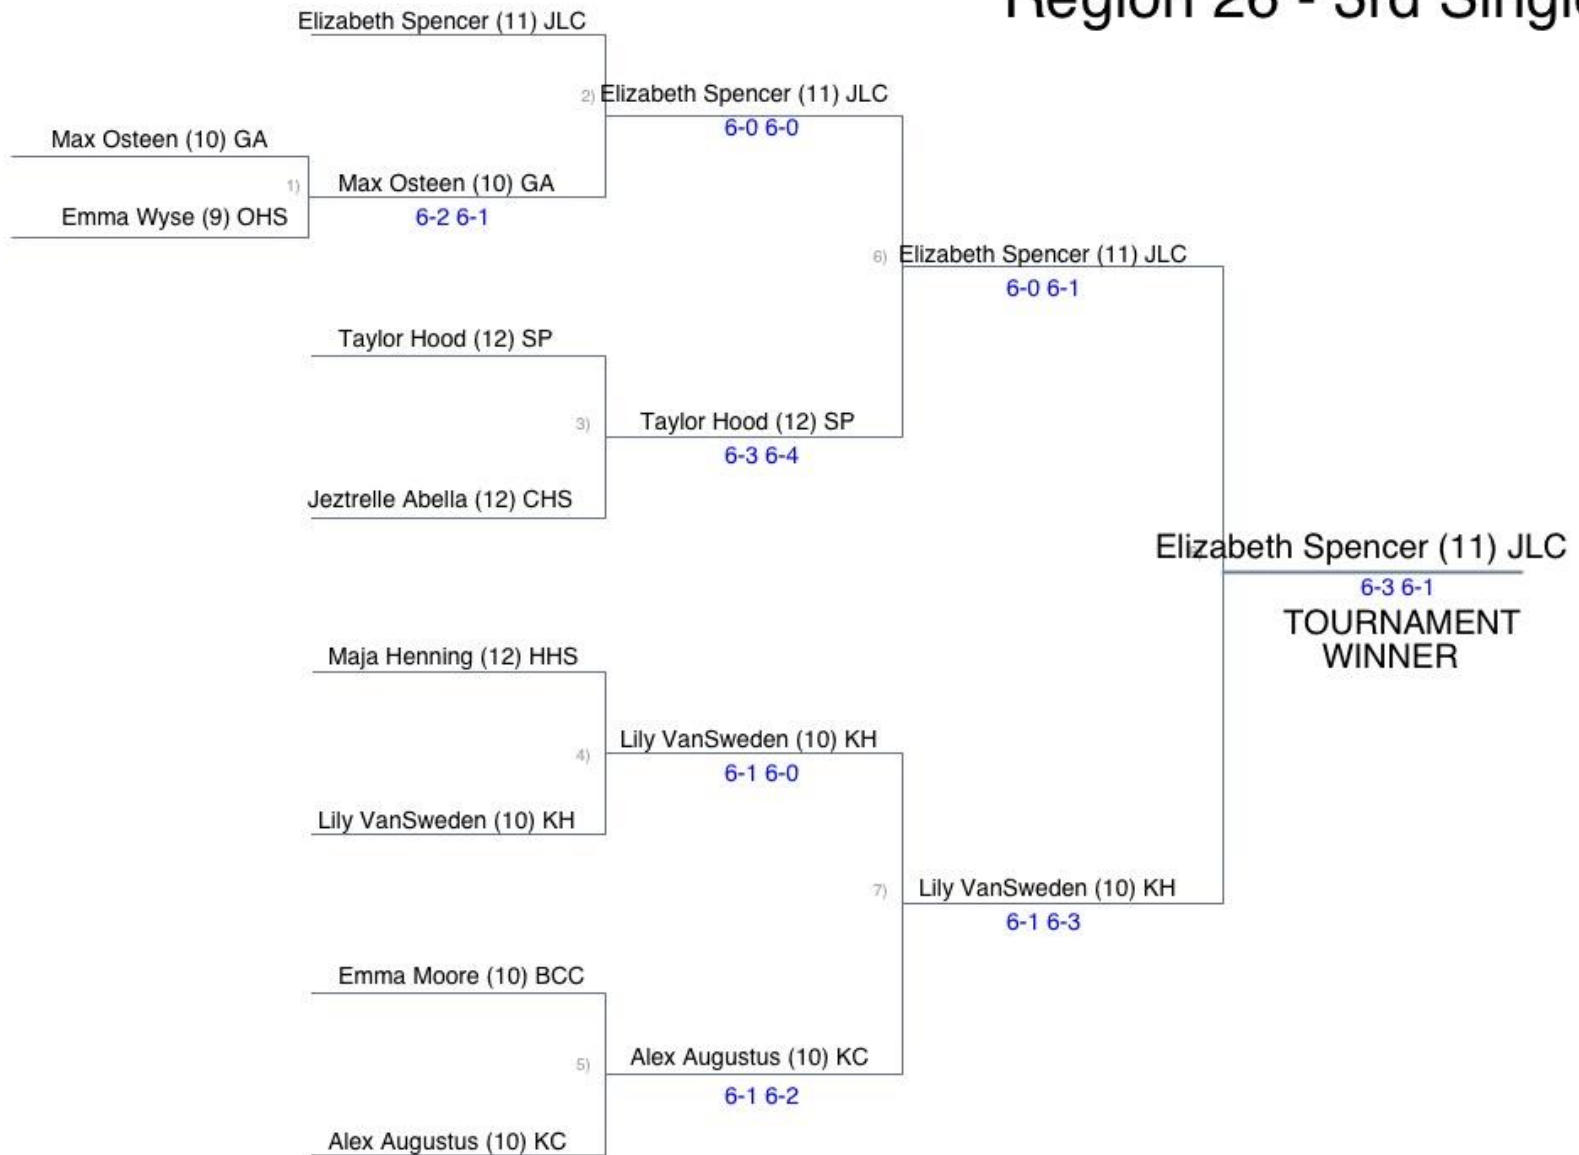 Region 26 - 3rd Single
Elizabeth Spencer (11) JLC
2) Elizabeth Spencer (11) JLC
6-0 6-0
Max Osteen (10) GA
1) Max Osteen (10) GA
6-2 6-1
Emma Wyse (9) OHS
6) Elizabeth Spencer (11) JLC
6-0 6-1
Taylor Hood (12) SP
3) Taylor Hood (12) SP
6-3 6-4
Jeztrelle Abella (12) CHS
Elizabeth Spencer (11) JLC
6-3 6-1
TOURNAMENT
WINNER
Maja Henning (12) HHS
4) Lily VanSweden (10) KH
6-1 6-0
Lily VanSweden (10) KH
7) Lily VanSweden (10) KH
6-1 6-3
Emma Moore (10) BCC
5) Alex Augustus (10) KC
6-1 6-2
Alex Augustus (10) KC